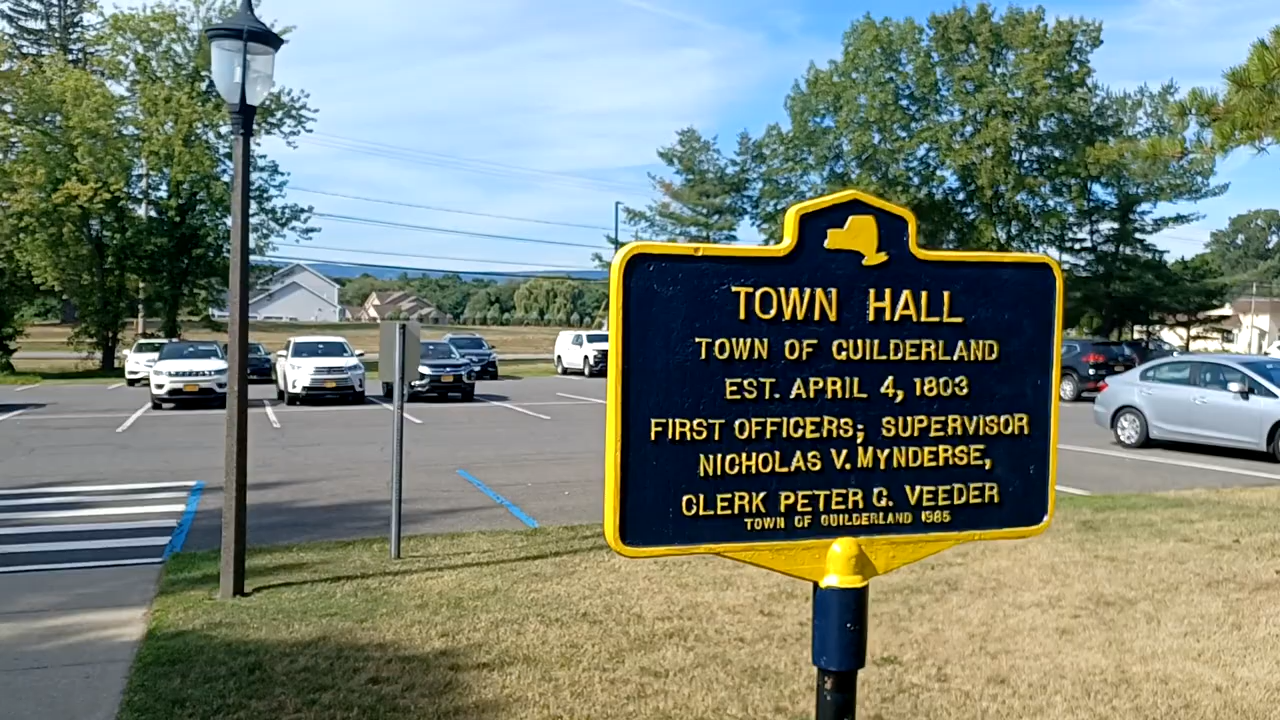 TOWN HALL
TOWN OF GUILDERLAND
EST. APRIL 4, 1803
FIRST OFFICERS; SUPERVISOR
NICHOLAS V. MYNDERSE,
CLERK PETER G. VEEDER
TOWN OF GUILDERLAND 1985